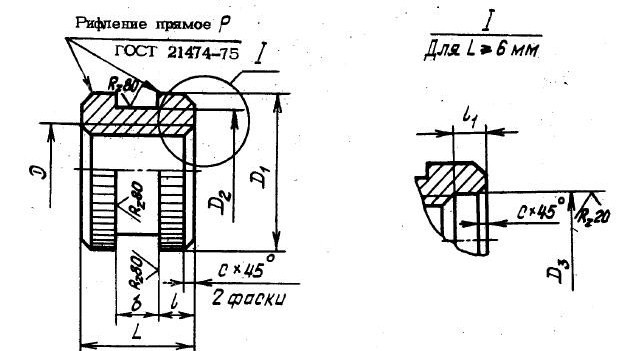 Рифление прямое P
ГОСТ 21474-75
I
Rz80
D
D2
D1
Rz80
Rz80
c×45°
2 фаски
б
l
L
I
Для L⩾6 мм
l1
c×45°
Rz20
D3